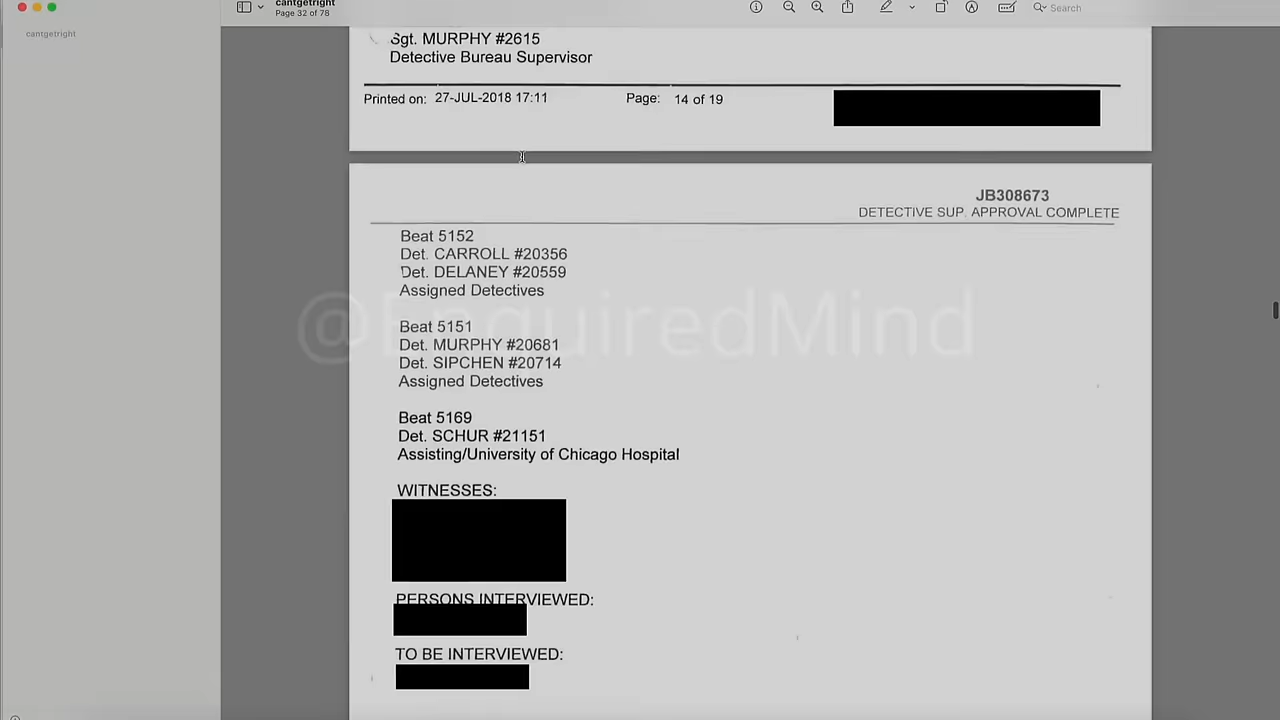 cantgetright
Page 32 of 78
Search
cantgetright
Sgt. MURPHY #2615
Detective Bureau Supervisor
Printed on: 27-JUL-2018 17:11 Page: 14 of 19
JB308673
DETECTIVE SUP. APPROVAL COMPLETE
Beat 5152
Det. CARROLL #20356
Det. DELANEY #20559
Assigned Detectives
@EnquiredMind
Beat 5151
Det. MURPHY #20681
Det. SIPCHEN #20714
Assigned Detectives
Beat 5169
Det. SCHUR #21151
Assisting/University of Chicago Hospital
WITNESSES:
PERSONS INTERVIEWED:
TO BE INTERVIEWED: